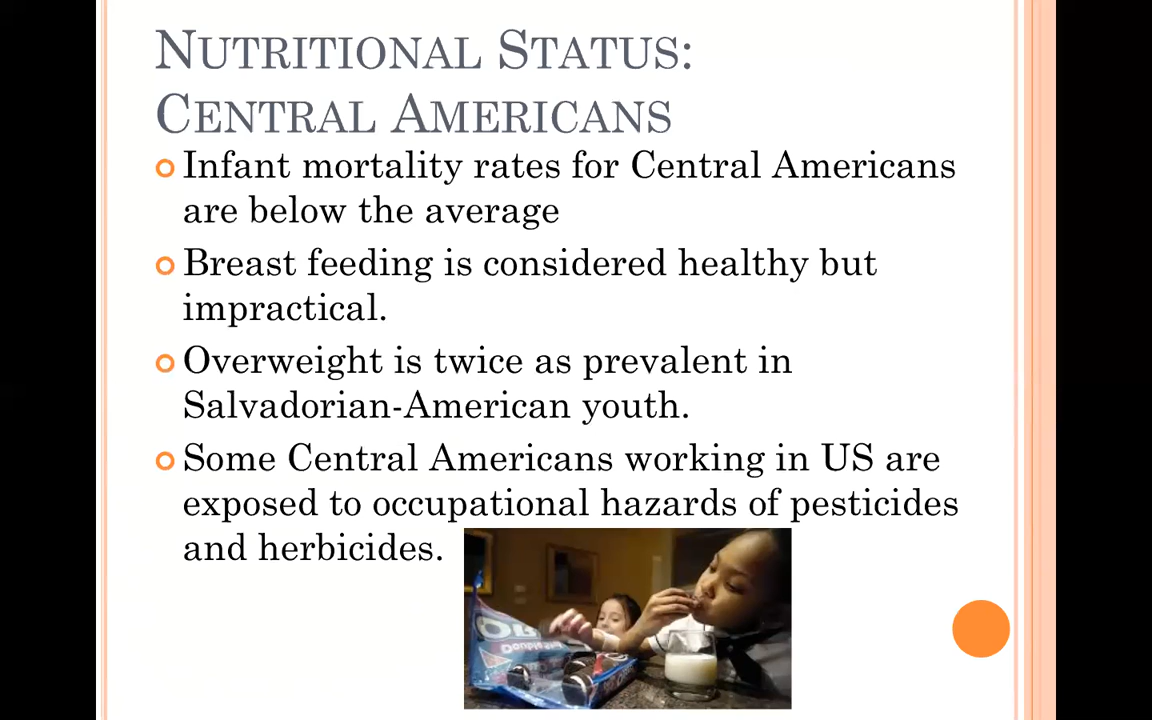 NUTRITIONAL STATUS:
CENTRAL AMERICANS
Infant mortality rates for Central Americans
are below the average
Breast feeding is considered healthy but
impractical.
Overweight is twice as prevalent in
Salvadorian-American youth.
Some Central Americans working in US are
exposed to occupational hazards of pesticides
and herbicides.